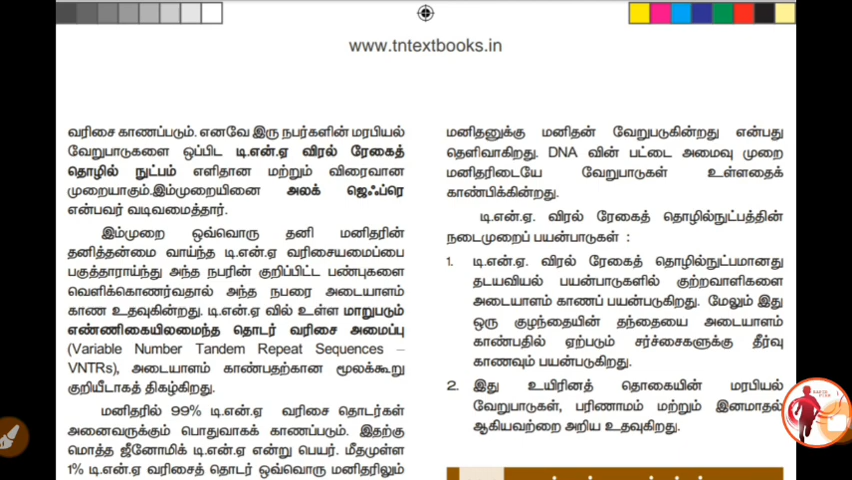 www.tntextbooks.in
வரிசை காணப்படும். எனவே இரு நபர்களின் மரபியல்
வேறுபாடுகளை ஒப்பிட டி.என்.ஏ விரல் ரேகைத்
தொழில் நுட்பம் எளிதான மற்றும் விரைவான
முறையாகும்.இம்முறையினை அலக் ஜெஃப்ரெ
என்பவர் வடிவமைத்தார்.
இம்முறை ஒவ்வொரு தனி மனிதரின்
தனித்தன்மை வாய்ந்த டி.என்.ஏ வரிசையமைப்பை
பகுத்தாராய்ந்து அந்த நபரின் குறிப்பிட்ட பண்புகளை
வெளிக்கொணர்வதால் அந்த நபரை அடையாளம்
காண உதவுகின்றது. டி.என்.ஏ வில் உள்ள மாறுபடும்
எண்ணிகையிலமைந்த தொடர் வரிசை அமைப்பு
(Variable Number Tandem Repeat Sequences –
VNTRs), அடையாளம் காண்பதற்கான மூலக்கூறு
குறியீடாகத் திகழ்கிறது.
மனிதரில் 99% டி.என்.ஏ வரிசை தொடர்கள்
அனைவருக்கும் பொதுவாகக் காணப்படும். இதற்கு
மொத்த ஜீனோமிக் டி.என்.ஏ என்று பெயர். மீதமுள்ள
1% டி.என்.ஏ வரிசைத் தொடர் ஒவ்வொரு மனிதரிலும்
மனிதனுக்கு மனிதன் வேறுபடுகின்றது என்பது
தெளிவாகிறது. DNA வின் பட்டை அமைவு முறை
மனிதரிடையே வேறுபாடுகள் உள்ளதைக்
காண்பிக்கின்றது.
டி.என்.ஏ. விரல் ரேகைத் தொழில்நுட்பத்தின்
நடைமுறைப் பயன்பாடுகள் :
1. டி.என்.ஏ. விரல் ரேகைத் தொழில்நுட்பமானது
தடயவியல் பயன்பாடுகளில் குற்றவாளிகளை
அடையாளம் காணப் பயன்படுகிறது. மேலும் இது
ஒரு குழந்தையின் தந்தையை அடையாளம்
காண்பதில் ஏற்படும் சர்ச்சைகளுக்கு தீர்வு
காணவும் பயன்படுகிறது.
2. இது உயிரினத் தொகையின் மரபியல்
வேறுபாடுகள், பரிணாமம் மற்றும் இனமாதல்
ஆகியவற்றை அறிய உதவுகிறது.